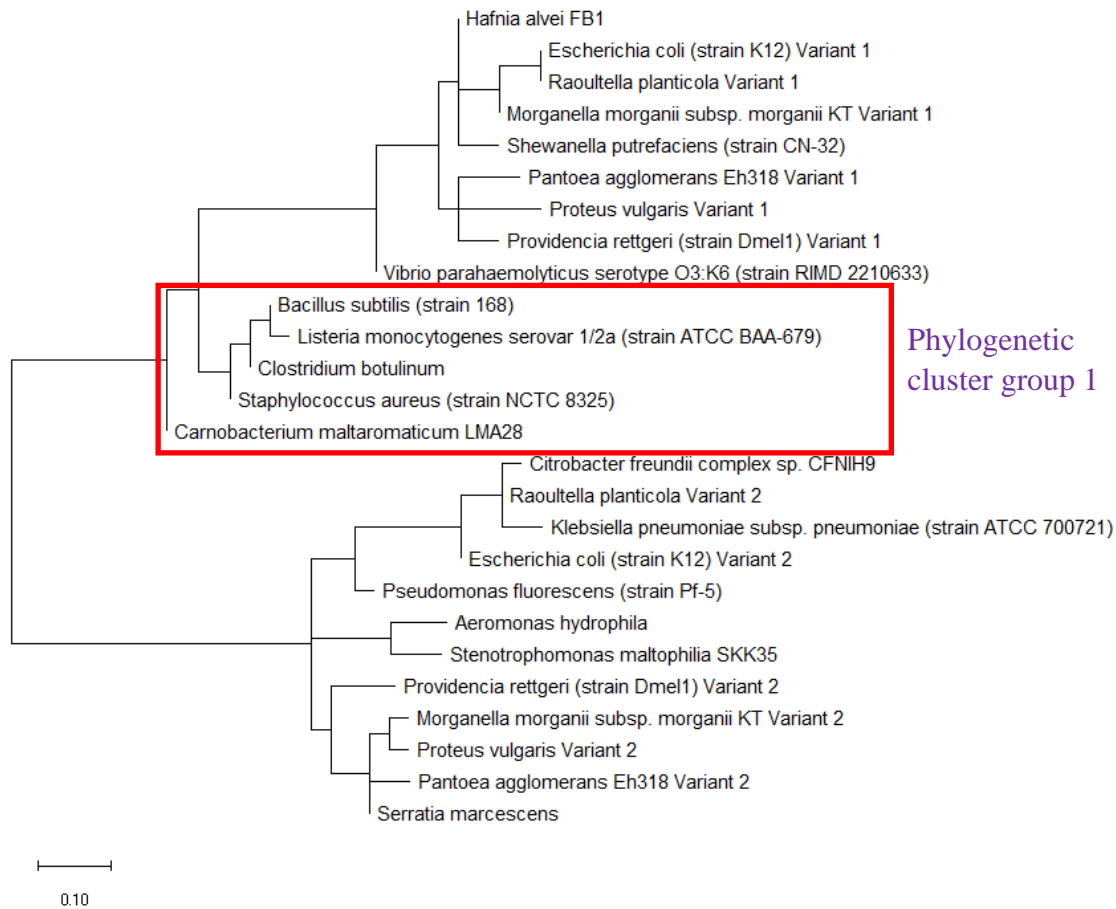 Hafnia alvei FB1
Escherichia coli (strain K12) Variant 1
Raoultella planticola Variant 1
Morganella morganii subsp. morganii KT Variant 1
Shewanella putrefaciens (strain CN-32)
Pantoea agglomerans Eh318 Variant 1
Proteus vulgaris Variant 1
Providencia rettgeri (strain Dmel1) Variant 1
Vibrio parahaemolyticus serotype O3:K6 (strain RIMD 2210633)
Bacillus subtilis (strain 168)
Listeria monocytogenes serovar 1/2a (strain ATCC BAA-679)
Clostridium botulinum
Staphylococcus aureus (strain NCTC 8325)
Carnobacterium maltaromaticum LMA28
Phylogenetic
cluster group 1
Citrobacter freundii complex sp. CFNIH9
Raoultella planticola Variant 2
Klebsiella pneumoniae subsp. pneumoniae (strain ATCC 700721)
Escherichia coli (strain K12) Variant 2
Pseudomonas fluorescens (strain Pf-5)
Aeromonas hydrophila
Stenotrophomonas maltophilia SKK35
Providencia rettgeri (strain Dmel1) Variant 2
Morganella morganii subsp. morganii KT Variant 2
Proteus vulgaris Variant 2
Pantoea agglomerans Eh318 Variant 2
Serratia marcescens
0.10